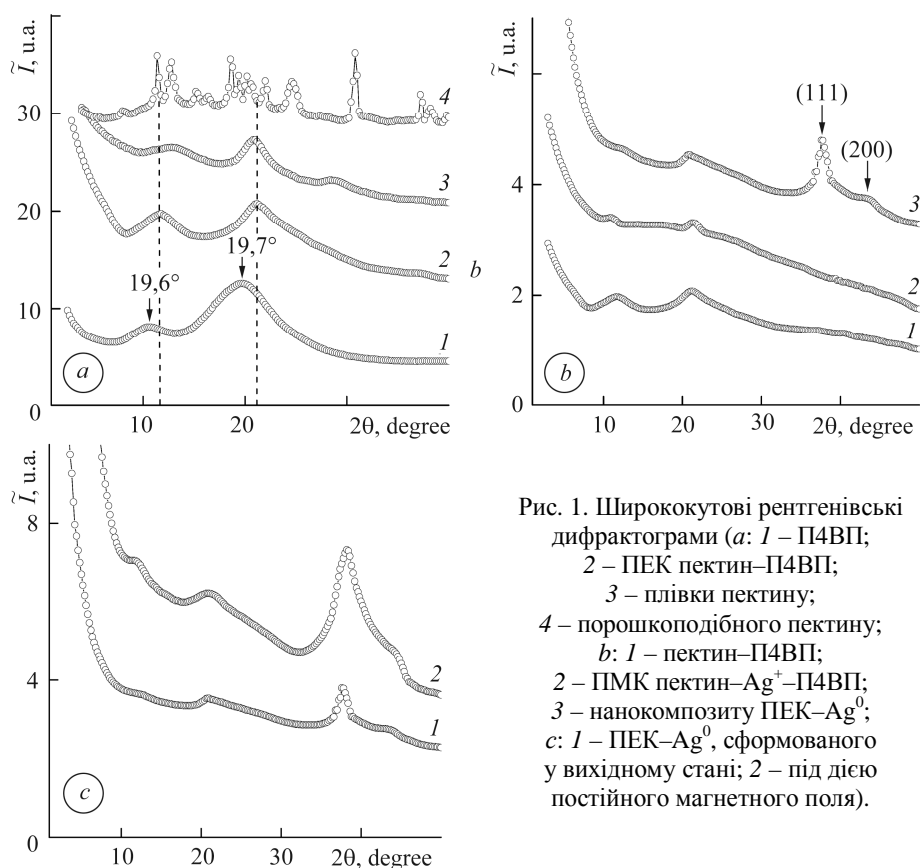 Ĩ, u.a.
40
30
20
10
0
4
3
2
1
19,6°
19,7°
a
10
20
2θ, degree
b
Ĩ, u.a.
4
2
0
(111)
(200)
3
2
1
b
10
20
30
2θ, degree
Ĩ, u.a.
8
4
0
2
1
c
10
20
30
2θ, degree
Рис. 1. Ширококутові рентгенівські
дифрактограми (a: 1 – П4ВП;
2 – ПЕК пектин–П4ВП;
3 – плівки пектину;
4 – порошкоподібного пектину;
b: 1 – пектин–П4ВП;
2 – ПМК пектин–Ag⁺–П4ВП;
3 – нанокомпозиту ПЕК–Ag⁰;
c: 1 – ПЕК–Ag⁰, сформованого
у вихідному стані; 2 – під дією
постійного магнетного поля).